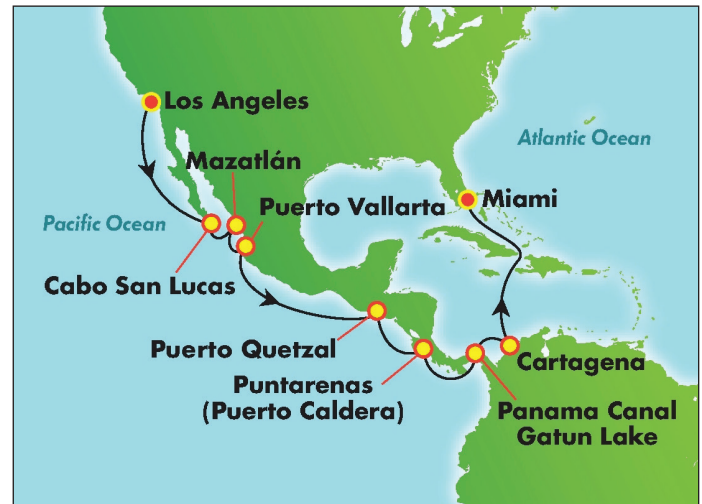 Los Angeles
Atlantic Ocean
Mazatlán
Miami
Puerto Vallarta
Pacific Ocean
Cabo San Lucas
Puerto Quetzal
Cartagena
Puntarenas
(Puerto Caldera)
Panama Canal
Gatun Lake